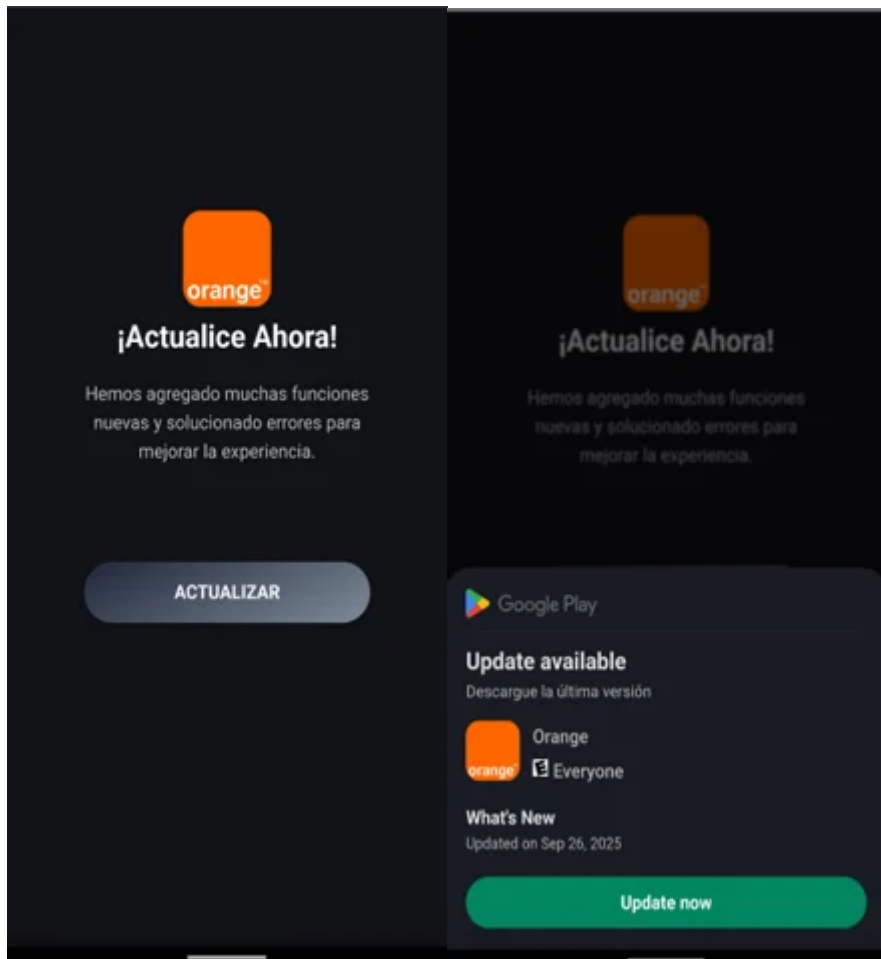 orange™
¡Actualice Ahora!
Hemos agregado muchas funciones
nuevas y solucionado errores para
mejorar la experiencia.
ACTUALIZAR
orange™
¡Actualice Ahora!
Hemos agregado muchas funciones
nuevas y solucionado errores para
mejorar la experiencia.
Google Play
Update available
Descargue la última versión
orange
Orange
E Everyone
What's New
Updated on Sep 26, 2025
Update now